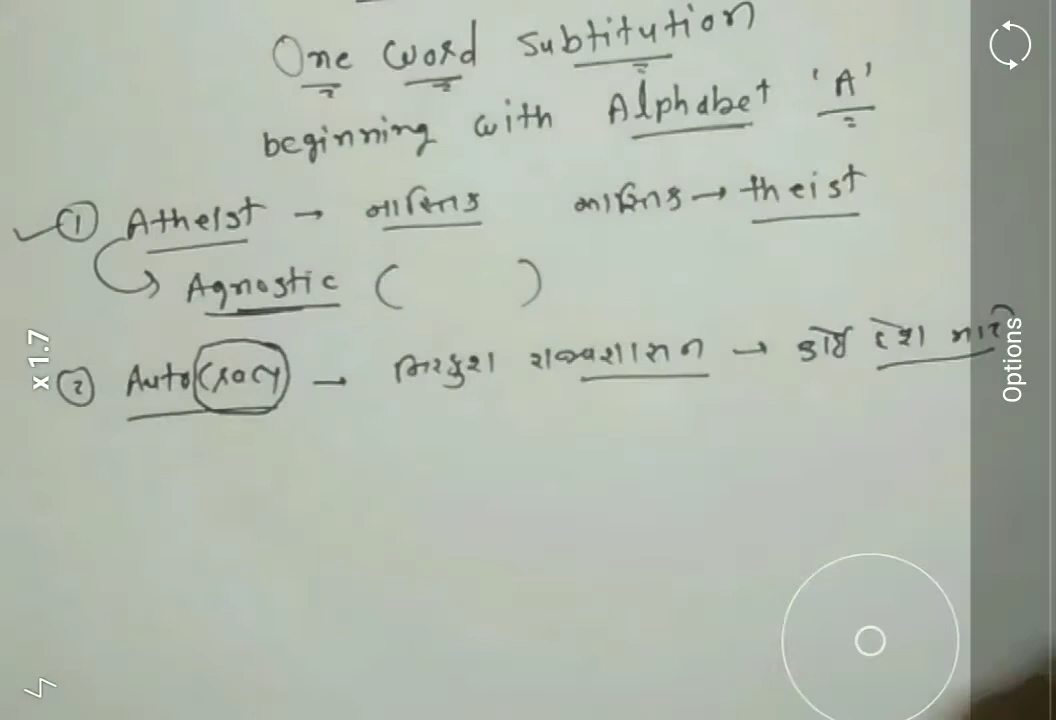 One word subtitution
beginning with Alphabet 'A'
① Atheist → નાસ્તિક આસ્તિક → theist
Agnostic ( )
② Autocracy → નિરંકુશ રાજ્યશાસન → કોઈ દેશ માટે
x 1.7
Options